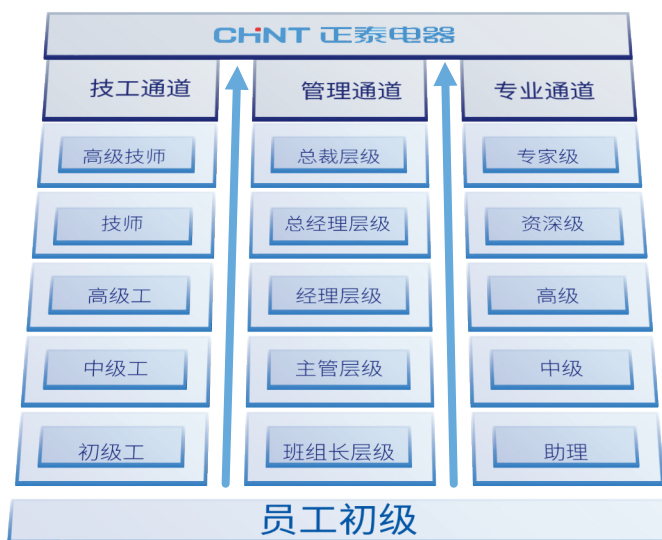 CHNT 正泰电器
技工通道 管理通道 专业通道
高级技师 总裁层级 专家级
技师 总经理层级 资深级
高级工 经理层级 高级
中级工 主管层级 中级
初级工 班组长层级 助理
员工初级